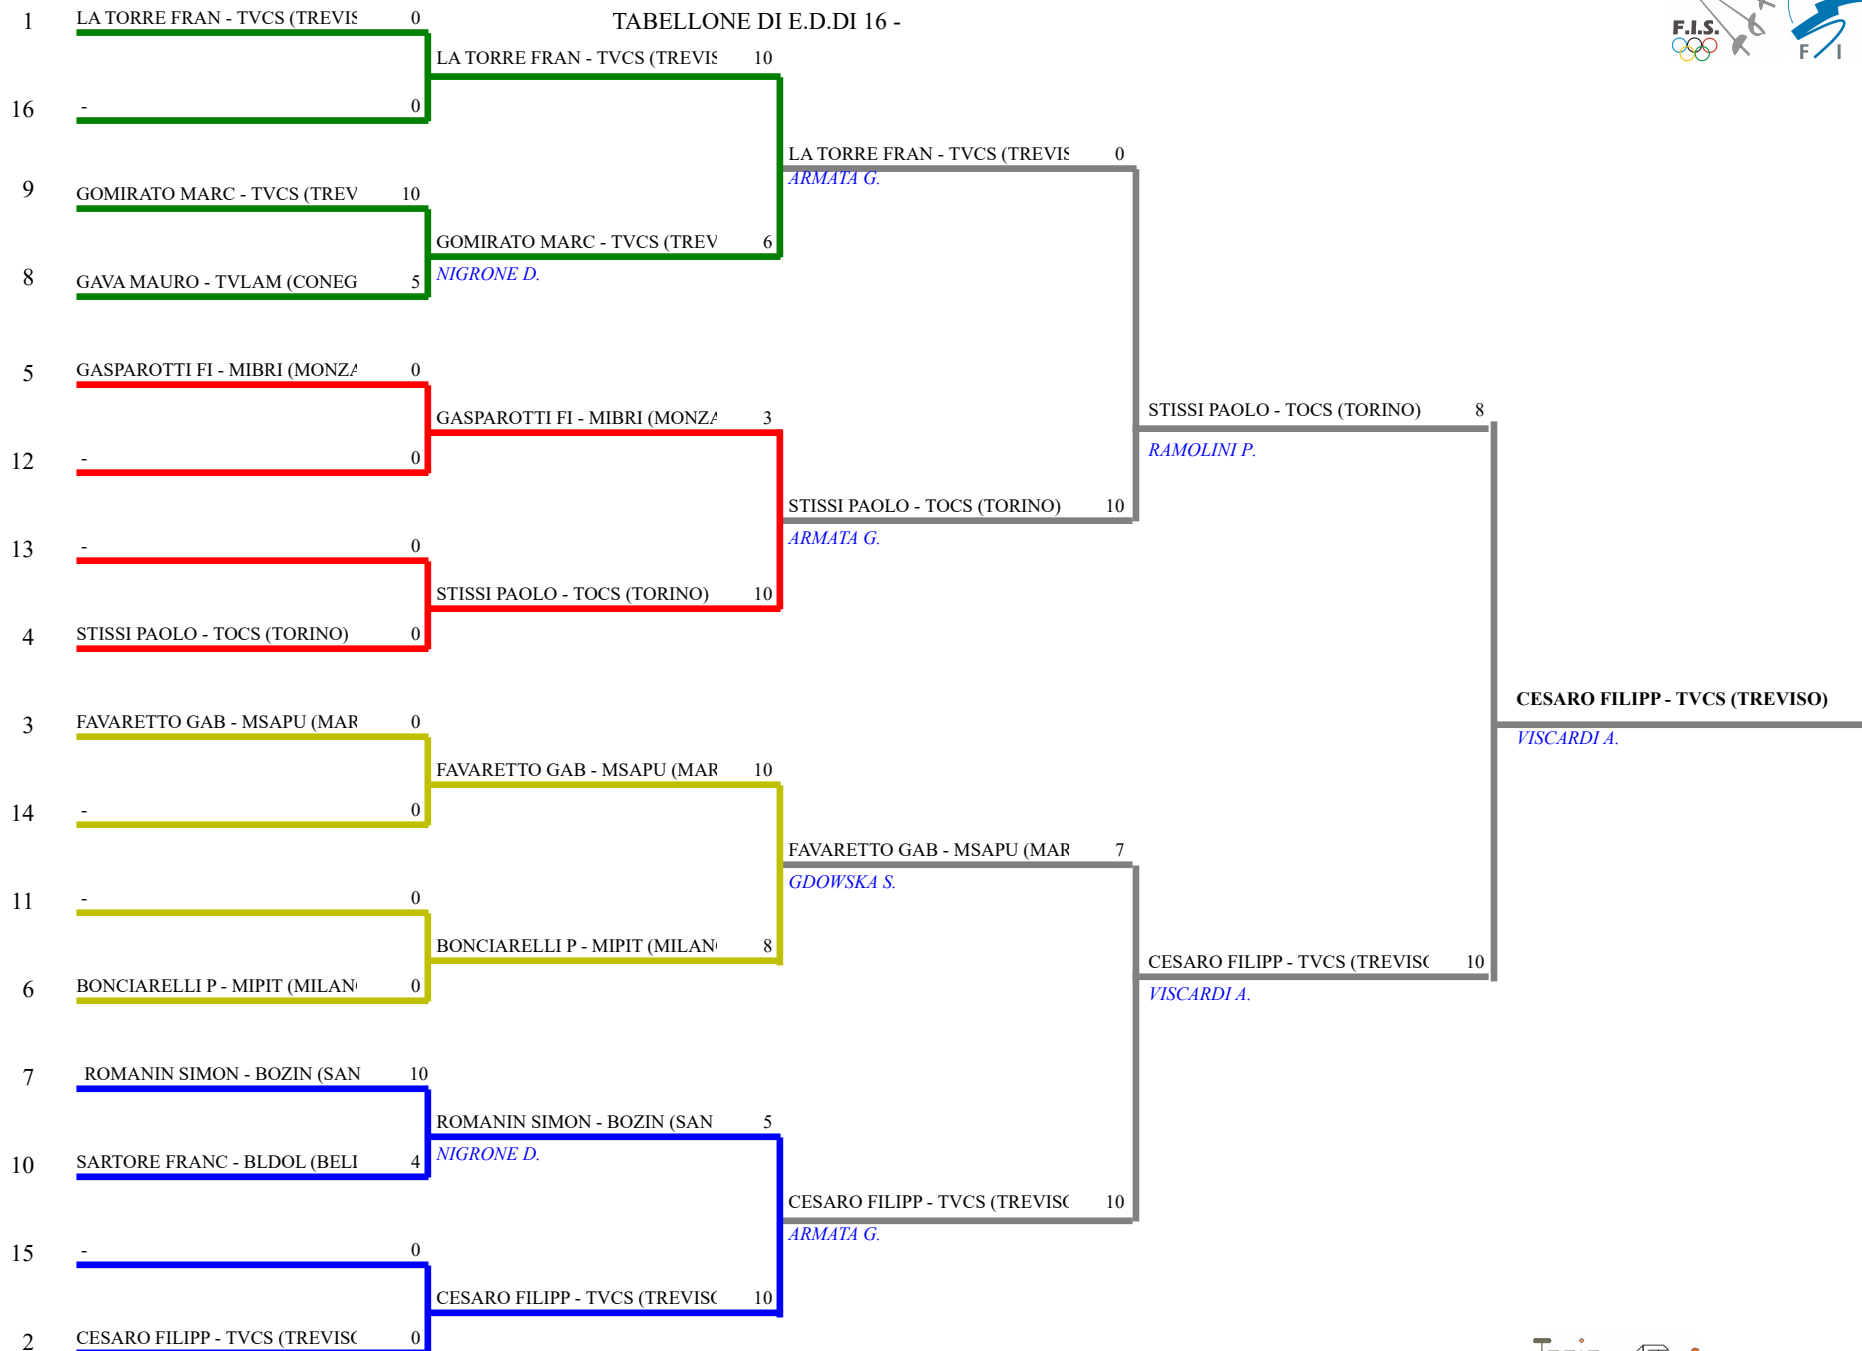 TABELLONE DI E.D.DI 16 -
F.I.S.
F I
1 LA TORRE FRAN - TVCS (TREVIS 0
LA TORRE FRAN - TVCS (TREVIS 10
16 - 0
LA TORRE FRAN - TVCS (TREVIS 0
ARMATA G.
9 GOMIRATO MARC - TVCS (TREV 10
GOMIRATO MARC - TVCS (TREV 6
NIGRONE D.
8 GAVA MAURO - TVLAM (CONEG 5
5 GASPAROTTI FI - MIBRI (MONZA 0
GASPAROTTI FI - MIBRI (MONZA 3
STISSI PAOLO - TOCS (TORINO) 8
RAMOLINI P.
12 - 0
STISSI PAOLO - TOCS (TORINO) 10
ARMATA G.
13 - 0
STISSI PAOLO - TOCS (TORINO) 10
4 STISSI PAOLO - TOCS (TORINO) 0
CESARO FILIPP - TVCS (TREVISO)
VISCARDI A.
3 FAVARETTO GAB - MSAPU (MAR 0
FAVARETTO GAB - MSAPU (MAR 10
14 - 0
FAVARETTO GAB - MSAPU (MAR 7
GDOWSKA S.
11 - 0
BONCIARELLI P - MIPIT (MILAN 8
CESARO FILIPP - TVCS (TREVISO 10
VISCARDI A.
6 BONCIARELLI P - MIPIT (MILAN 0
7 ROMANIN SIMON - BOZIN (SAN 10
ROMANIN SIMON - BOZIN (SAN 5
NIGRONE D.
10 SARTORE FRANC - BLDOL (BELL 4
CESARO FILIPP - TVCS (TREVISO 10
ARMATA G.
15 - 0
CESARO FILIPP - TVCS (TREVISO 10
2 CESARO FILIPP - TVCS (TREVISO 0